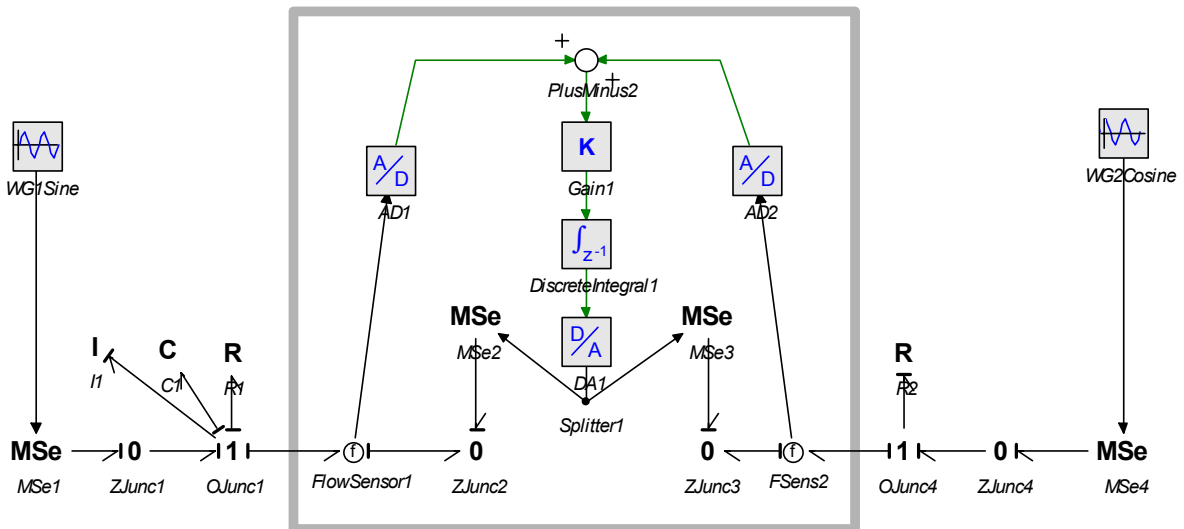 +
+
PlusMinus2
K
Gain1
WG1Sine
WG2Cosine
A/D
AD1
A/D
AD2
∫z-1
DiscreteIntegral1
MSe
MSe2
D/A
DA1
MSe
MSe3
I
I1
C
C1
R
R1
R
R2
Splitter1
MSe
MSe1
0
ZJunc1
1
OJunc1
f
FlowSensor1
0
ZJunc2
0
ZJunc3
f
FSens2
1
OJunc4
0
ZJunc4
MSe
MSe4